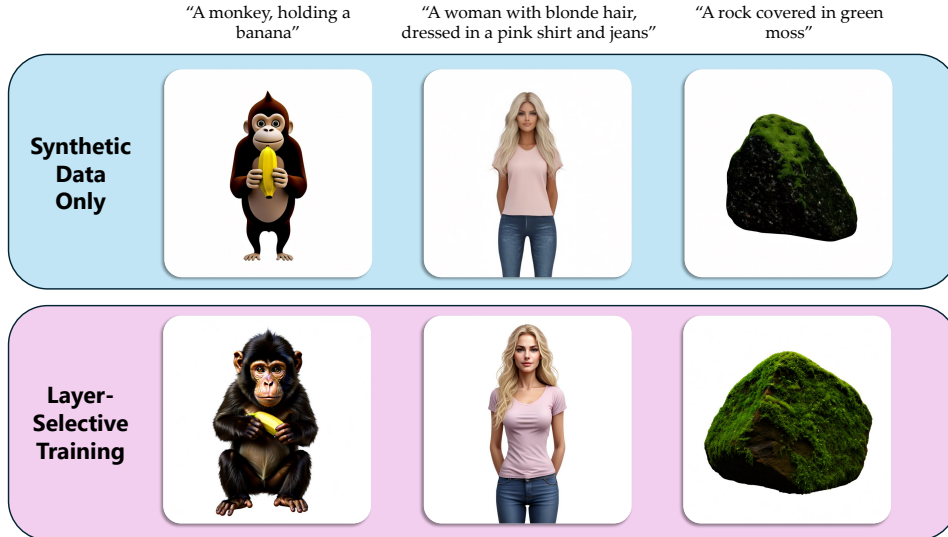 “A monkey, holding a
banana”
“A woman with blonde hair,
dressed in a pink shirt and jeans”
“A rock covered in green
moss”
Synthetic
Data
Only
Layer-
Selective
Training